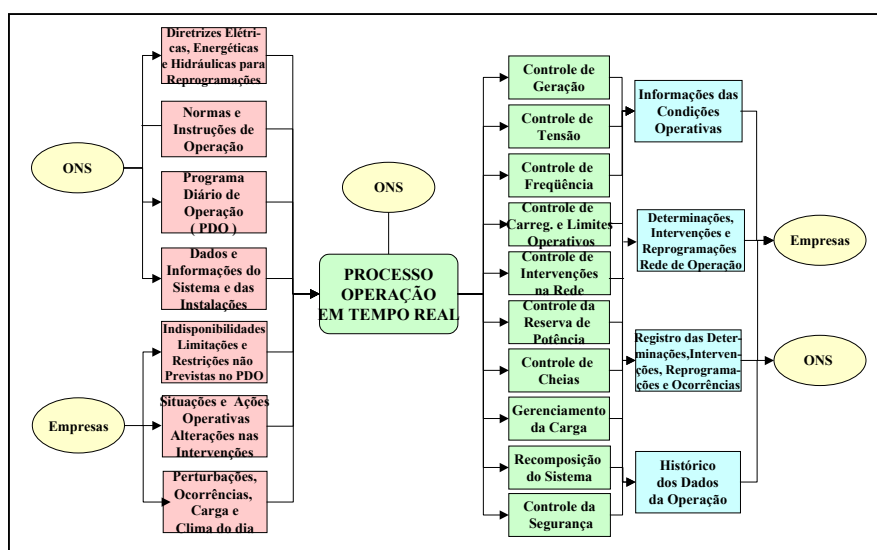 ONS
Diretrizes Elétri-
cas, Energéticas
e Hidráulicas para
Reprogramações
Normas e
Instruções de
Operação
Programa
Diário de
Operação
( PDO )
Dados e
Informações do
Sistema e das
Instalações
Empresas
Indisponibilidades
Limitações e
Restrições não
Previstas no PDO
Situações e Ações
Operativas
Alterações nas
Intervenções
Perturbações,
Ocorrências,
Carga e
Clima do dia
ONS
PROCESSO
OPERAÇÃO
EM TEMPO REAL
Controle de
Geração
Controle de
Tensão
Controle de
Freqüência
Controle de
Carreg. e Limites
Operativos
Controle de
Intervenções
na Rede
Controle da
Reserva de
Potência
Controle de
Cheias
Gerenciamento
da Carga
Recomposição
do Sistema
Controle da
Segurança
Informações das
Condições
Operativas
Determinações,
Intervenções e
Reprogramações
Rede de Operação
Registro das Deter-
minações,Interven-
ções, Reprograma-
ções e Ocorrências
Histórico
dos Dados
da Operação
Empresas
ONS